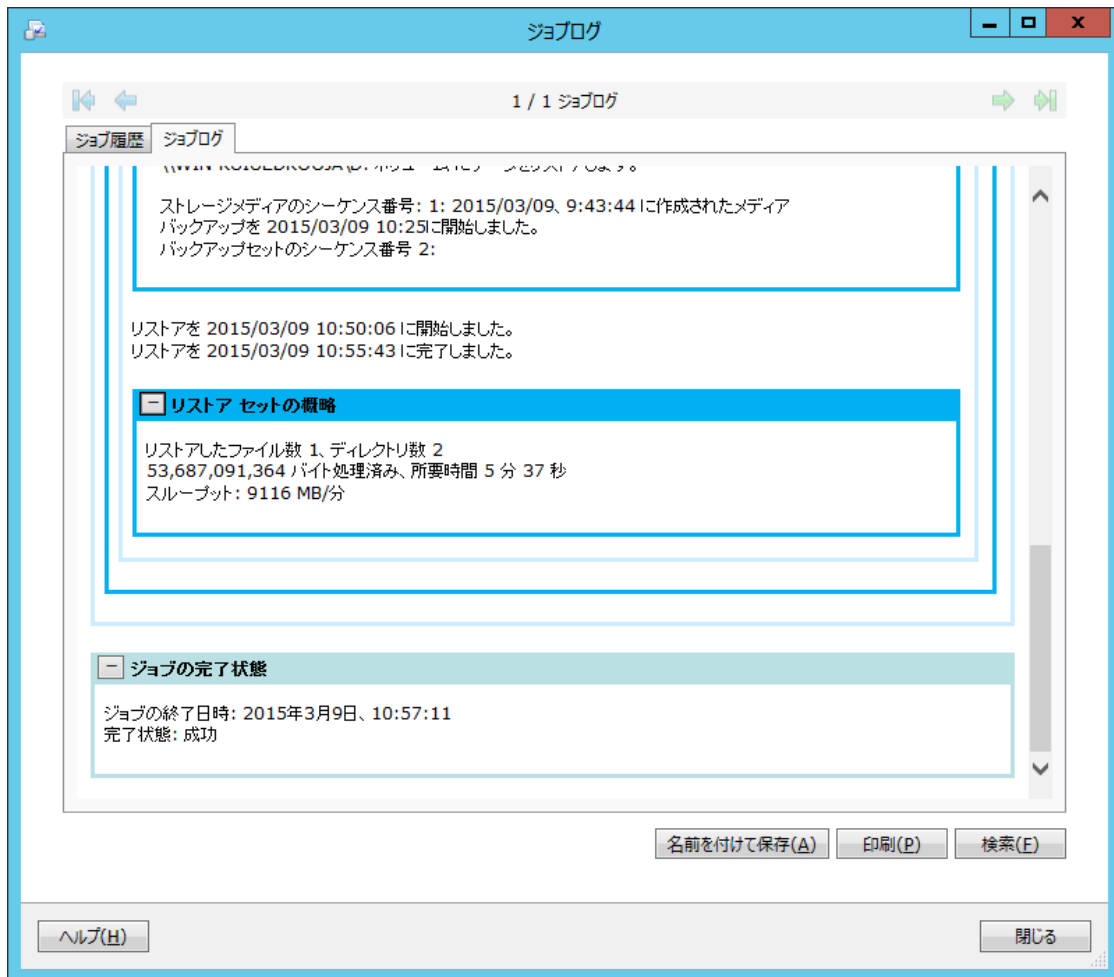 ジョブログ
1 / 1 ジョブログ
ジョブ履歴
ジョブログ
ストレージメディアのシーケンス番号: 1: 2015/03/09、9:43:44 に作成されたメディア
バックアップを 2015/03/09 10:25に開始しました。
バックアップセットのシーケンス番号 2:
リストアを 2015/03/09 10:50:06 に開始しました。
リストアを 2015/03/09 10:55:43 に完了しました。
リストア セットの概略
リストアしたファイル数 1、ディレクトリ数 2
53,687,091,364 バイト処理済み、所要時間 5 分 37 秒
スループット: 9116 MB/分
ジョブの完了状態
ジョブの終了日時: 2015年3月9日、10:57:11
完了状態: 成功
名前を付けて保存(A)
印刷(P)
検索(F)
ヘルプ(H)
閉じる